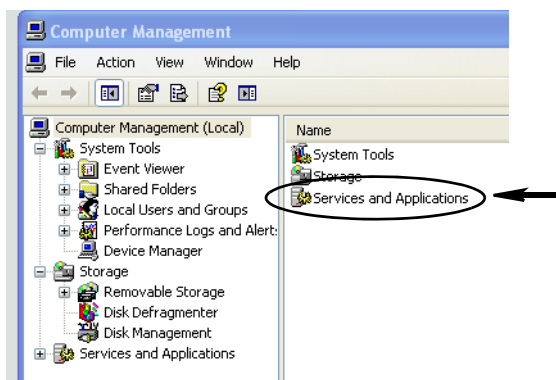 Computer Management
File Action View Window Help
Computer Management (Local)
System Tools
Event Viewer
Shared Folders
Local Users and Groups
Performance Logs and Alert
Device Manager
Storage
Removable Storage
Disk Defragmenter
Disk Management
Services and Applications
Name
System Tools
Storage
Services and Applications